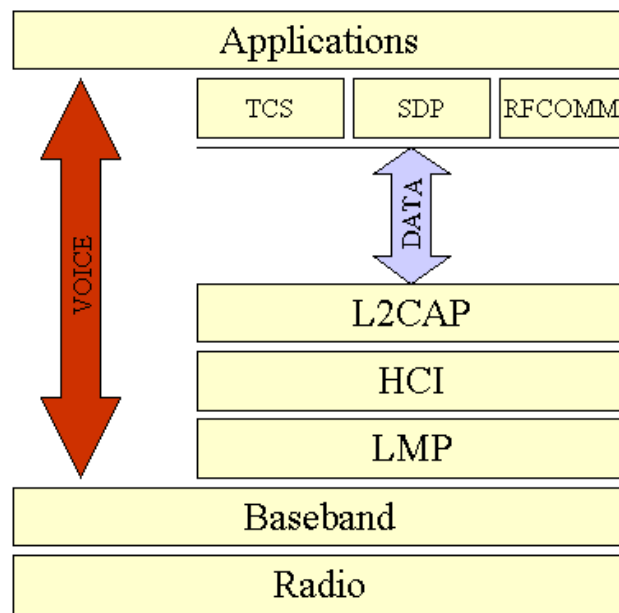 Applications
TCS SDP RFCOMM
VOICE
DATA
L2CAP
HCI
LMP
Baseband
Radio